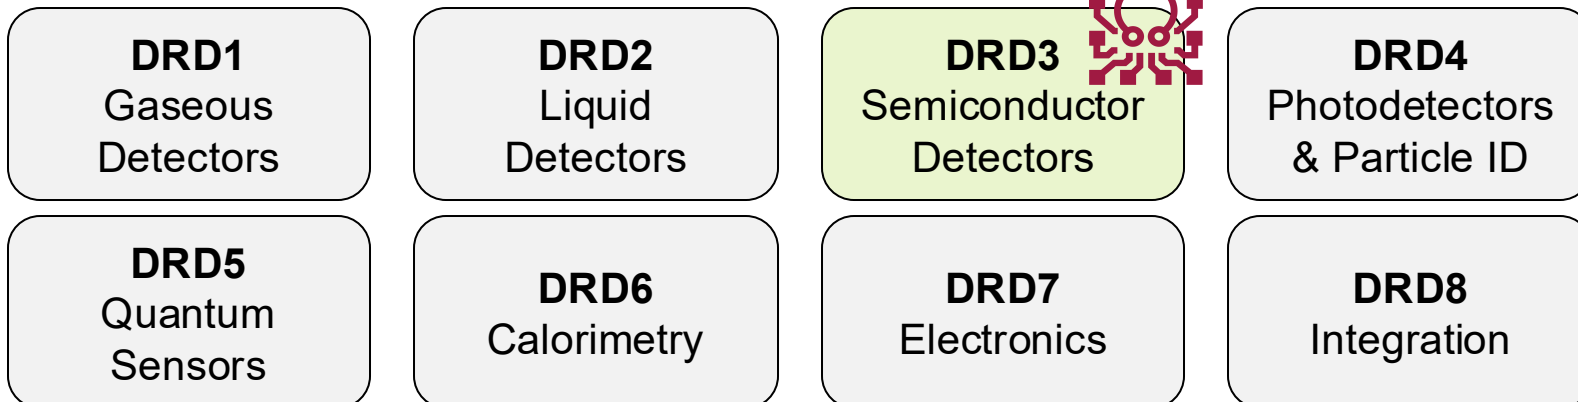 DRD1
Gaseous
Detectors
DRD2
Liquid
Detectors
DRD3
Semiconductor
Detectors
DRD4
Photodetectors
& Particle ID
DRD5
Quantum
Sensors
DRD6
Calorimetry
DRD7
Electronics
DRD8
Integration